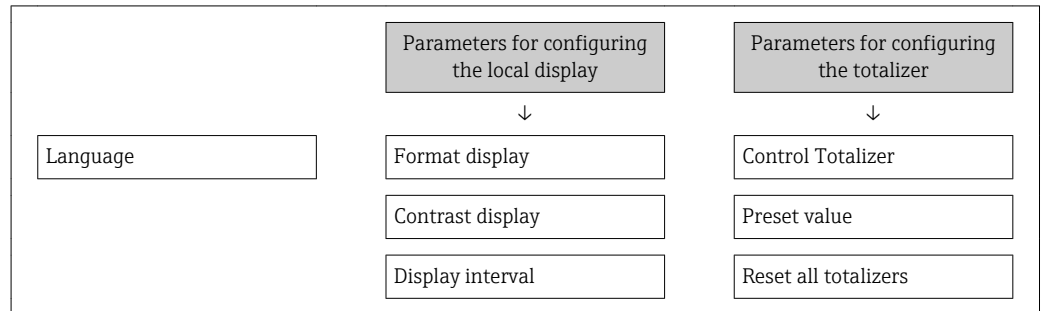 Parameters for configuring
the local display
Parameters for configuring
the totalizer
↓
↓
Language
Format display
Control Totalizer
Contrast display
Preset value
Display interval
Reset all totalizers